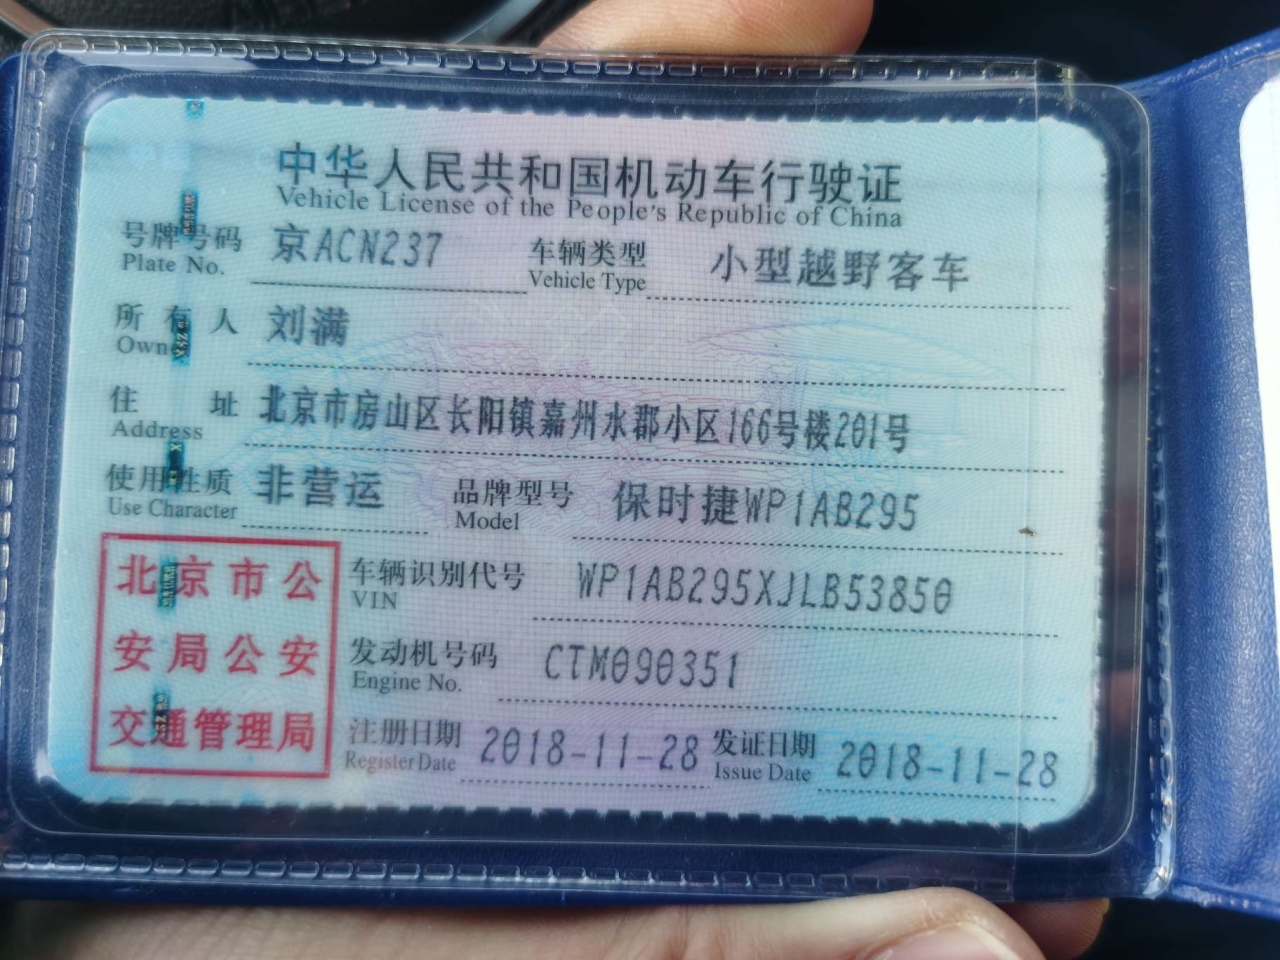 中华人民共和国机动车行驶证
Vehicle License of the People's Republic of China
号牌号码 京ACN237 车辆类型 小型越野客车
Plate No. Vehicle Type
所有人 刘满
Owner
住址 北京市房山区长阳镇嘉州水郡小区166号楼201号
Address
使用性质 非营运 品牌型号 保时捷WP1AB295
Use Character Model
北京市公
安局公安
交通管理局
车辆识别代号 WP1AB295XJLB53850
VIN
发动机号码 CTM090351
Engine No.
注册日期 2018-11-28 发证日期 2018-11-28
Register Date Issue Date